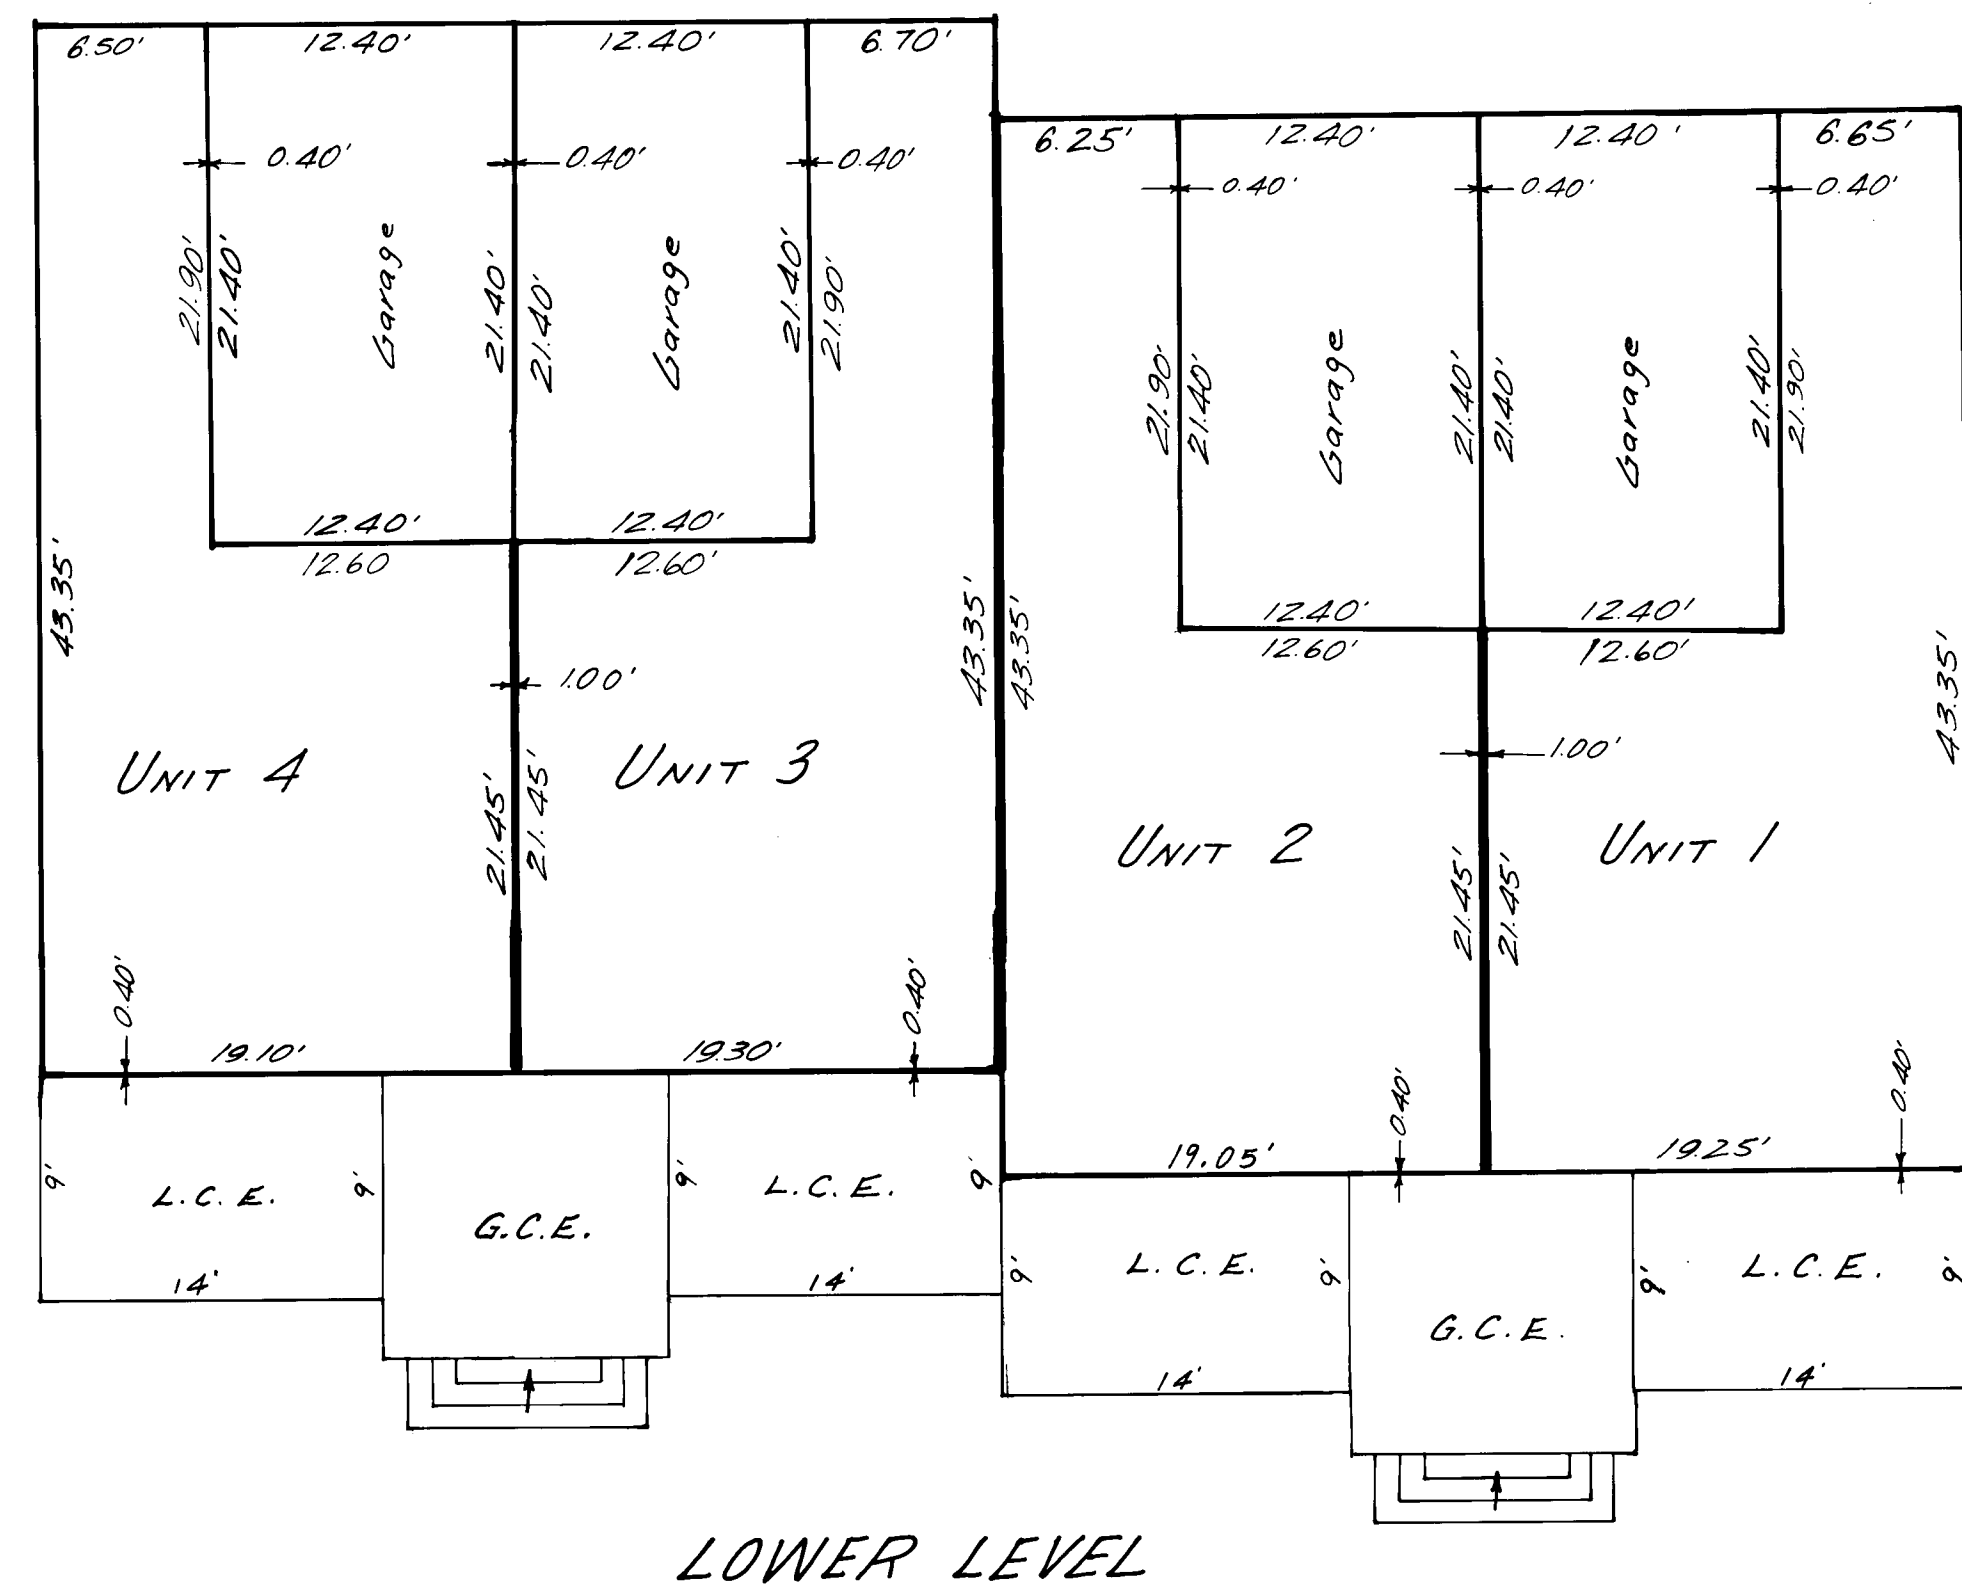 6.50' 12.40' 12.40' 6.70'
6.25' 12.40' 12.40' 6.65'
0.40' 0.40' 0.40'
0.40' 0.40' 0.40'
21.90' 21.40' Garage 21.40' 21.40' Garage 21.40' 21.90'
21.90' 21.40' Garage 21.40' 21.40' Garage 21.40' 21.90'
12.40' 12.40'
12.60 12.60'
12.40' 12.40'
12.60' 12.60'
43.35' 43.35' 43.35' 43.35'
1.00'
1.00'
UNIT 4 UNIT 3
UNIT 2 UNIT 1
21.45' 21.45'
21.45' 21.45'
0.40' 0.40'
19.10' 19.30'
0.40' 0.40'
19.05' 19.25'
9' L.C.E. 9' 9' L.C.E. 9'
G.C.E.
14' 14'
9' L.C.E. 9' 9' L.C.E. 9'
G.C.E.
14' 14'
LOWER LEVEL